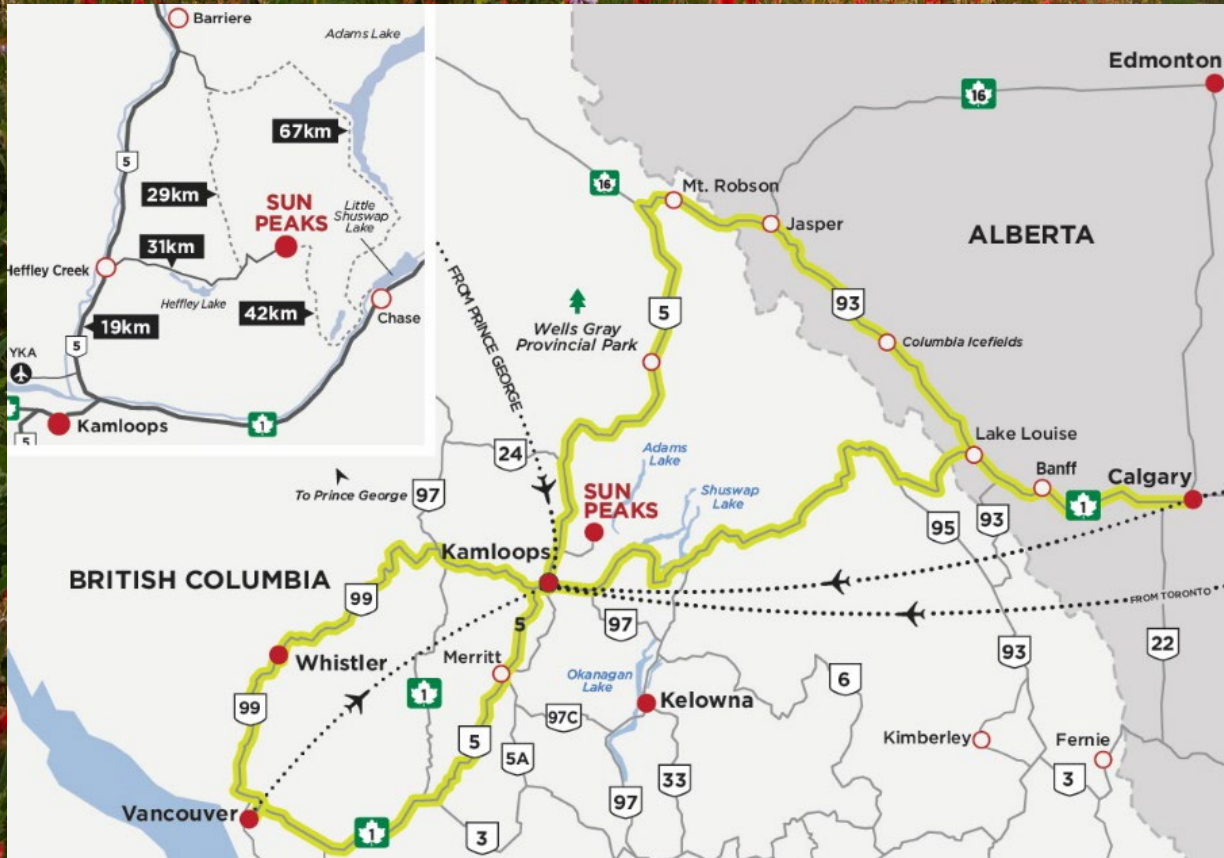 Barriere
Adams Lake
67km
5
29km
SUN
PEAKS
Little
Shuswap
Lake
31km
Heffley Creek
Heffley Lake
42km
19km
Chase
5
YKA
1
Kamloops
5
Edmonton
16
16
Mt. Robson
Jasper
ALBERTA
FROM PRINCE GEORGE
93
5
Wells Gray
Provincial Park
Columbia Icefields
Lake Louise
24
Adams
Lake
Banff
Calgary
1
To Prince George
97
SUN
PEAKS
Shuswap
Lake
95
93
Kamloops
BRITISH COLUMBIA
99
FROM TORONTO
5
97
Whistler
Merritt
93
22
Okanagan
Lake
6
1
99
Kelowna
97C
5
Kimberley
Fernie
5A
33
3
Vancouver
97
1
3